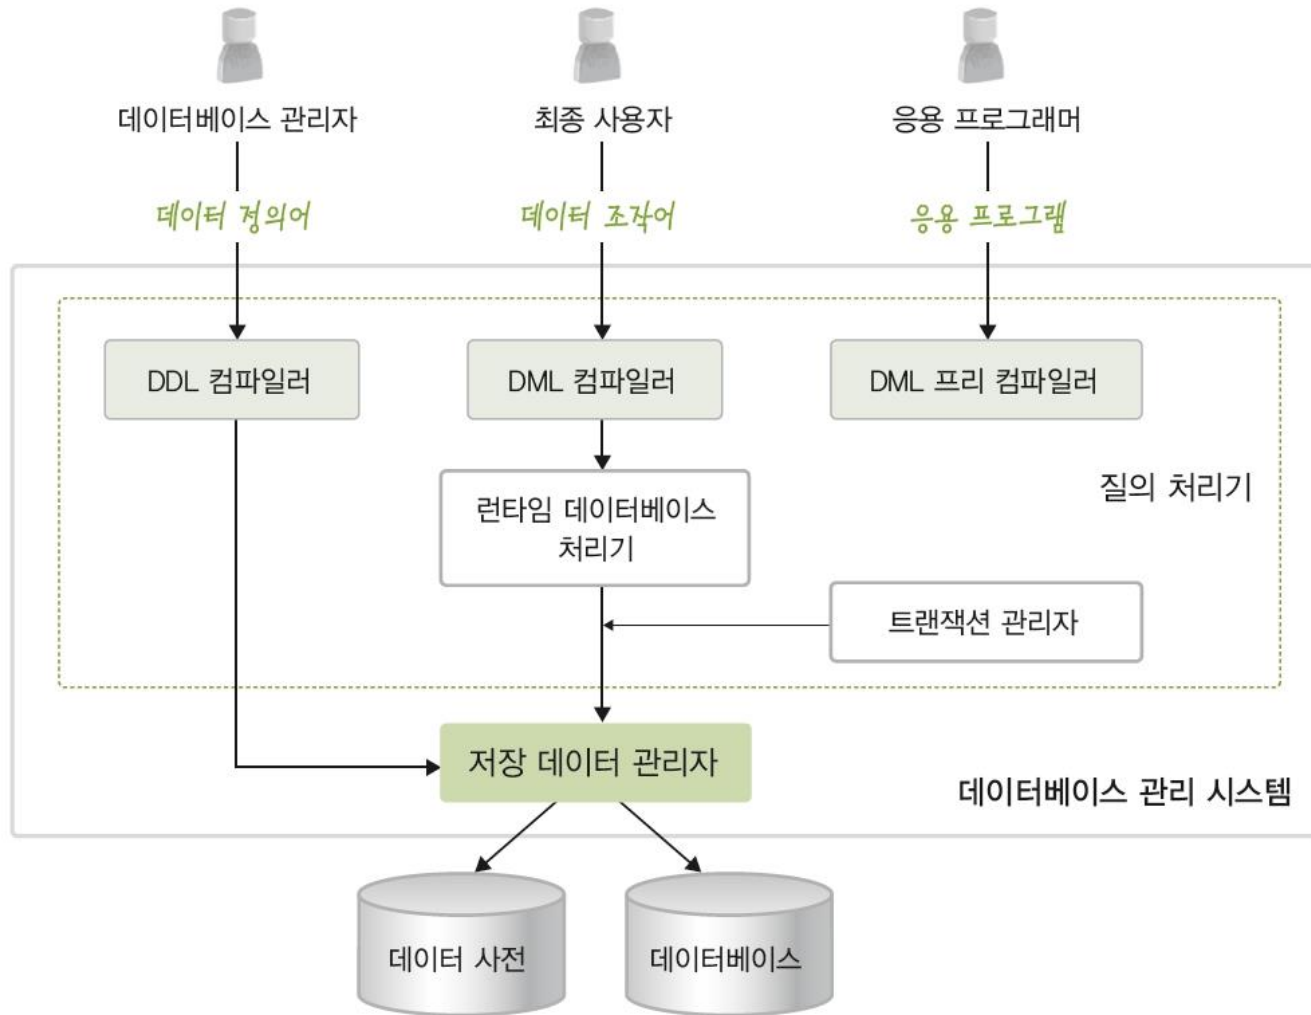 데이터베이스 관리자
최종 사용자
응용 프로그래머
데이터 정의어
데이터 조작어
응용 프로그램
DDL 컴파일러
DML 컴파일러
DML 프리 컴파일러
런타임 데이터베이스
처리기
질의 처리기
트랜잭션 관리자
저장 데이터 관리자
데이터베이스 관리 시스템
데이터 사전
데이터베이스